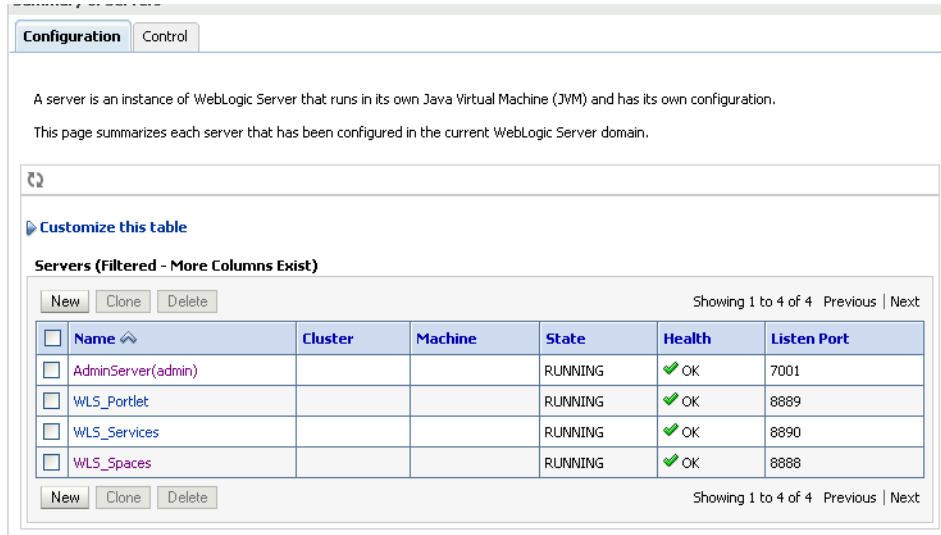 Summary of Servers
Configuration Control
A server is an instance of WebLogic Server that runs in its own Java Virtual Machine (JVM) and has its own configuration.
This page summarizes each server that has been configured in the current WebLogic Server domain.
Customize this table
Servers (Filtered - More Columns Exist)
New Clone Delete Showing 1 to 4 of 4 Previous | Next
Name Cluster Machine State Health Listen Port
AdminServer(admin) RUNNING OK 7001
WLS_Portlet RUNNING OK 8889
WLS_Services RUNNING OK 8890
WLS_Spaces RUNNING OK 8888
New Clone Delete Showing 1 to 4 of 4 Previous | Next